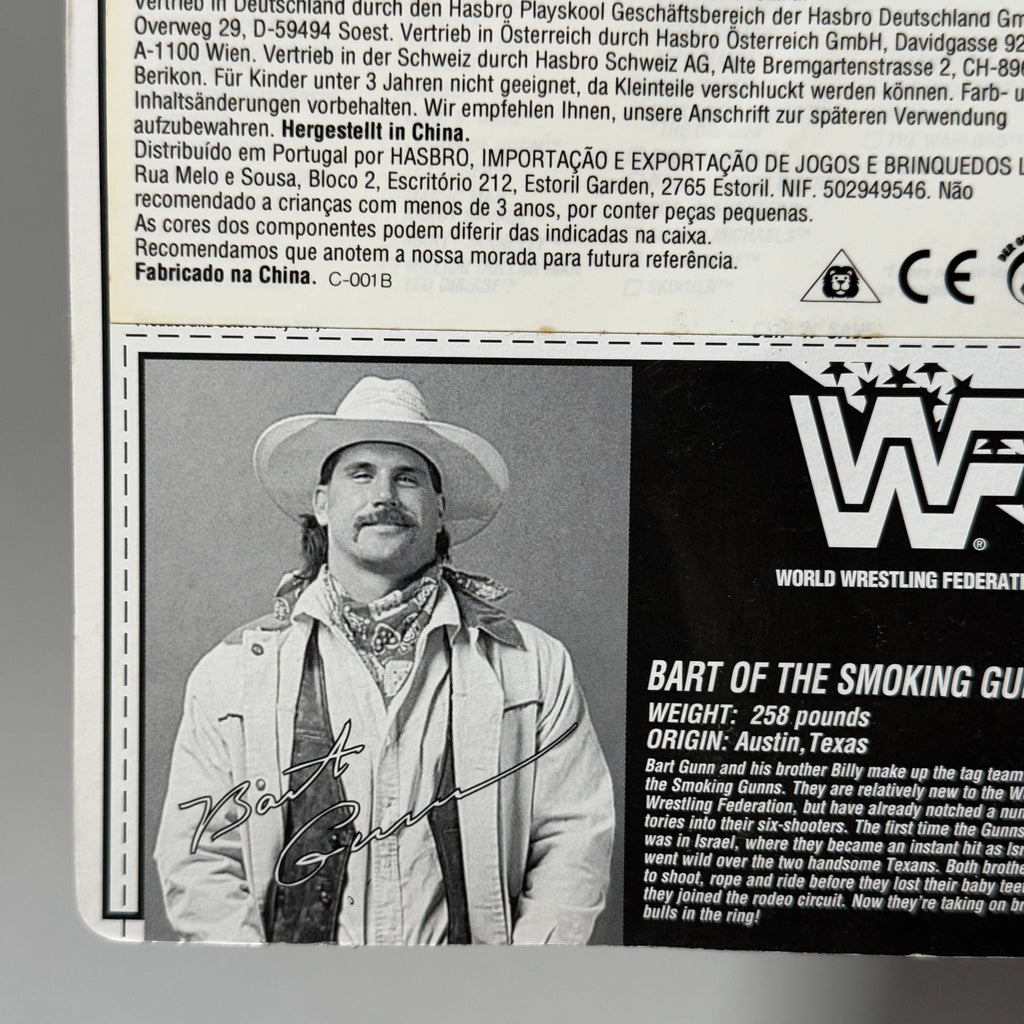 Vertrieb in Deutschland durch den Hasbro Playskool Geschäftsbereich der Hasbro Deutschland Gm
Overweg 29, D-59494 Soest. Vertrieb in Österreich durch Hasbro Österreich GmbH, Davidgasse 92
A-1100 Wien. Vertrieb in der Schweiz durch Hasbro Schweiz AG, Alte Bremgartenstrasse 2, CH-896
Berikon. Für Kinder unter 3 Jahren nicht geeignet, da Kleinteile verschluckt werden können. Farb- u
Inhaltsänderungen vorbehalten. Wir empfehlen Ihnen, unsere Anschrift zur späteren Verwendung
aufzubewahren. Hergestellt in China.
Distribuído em Portugal por HASBRO, IMPORTAÇÃO E EXPORTAÇÃO DE JOGOS E BRINQUEDOS L
Rua Melo e Sousa, Bloco 2, Escritório 212, Estoril Garden, 2765 Estoril. NIF. 502949546. Não
recomendado a crianças com menos de 3 anos, por conter peças pequenas.
As cores dos componentes podem diferir das indicadas na caixa.
Recomendamos que anotem a nossa morada para futura referência.
Fabricado na China. C-001B
CE
WF
®
WORLD WRESTLING FEDERATI
BART OF THE SMOKING GU
WEIGHT: 258 pounds
ORIGIN: Austin, Texas
Bart Gunn and his brother Billy make up the tag team
the Smoking Gunns. They are relatively new to the W
Wrestling Federation, but have already notched a num
tories into their six-shooters. The first time the Gunns
was in Israel, where they became an instant hit as Isr
went wild over the two handsome Texans. Both brothe
to shoot, rope and ride before they lost their baby tee
they joined the rodeo circuit. Now they're taking on br
bulls in the ring!
Bart
Gunn